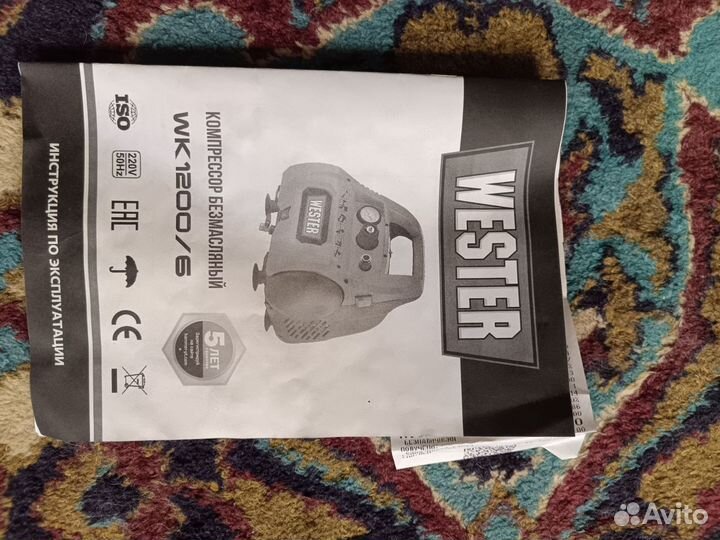 WESTER
WESTER
КОМПРЕССОР БЕЗМАСЛЯНЫЙ
WK1200/6
5 ЛЕТ
ISO
220V
50Hz
EAC
CE
ИНСТРУКЦИЯ ПО ЭКСПЛУАТАЦИИ
Avito